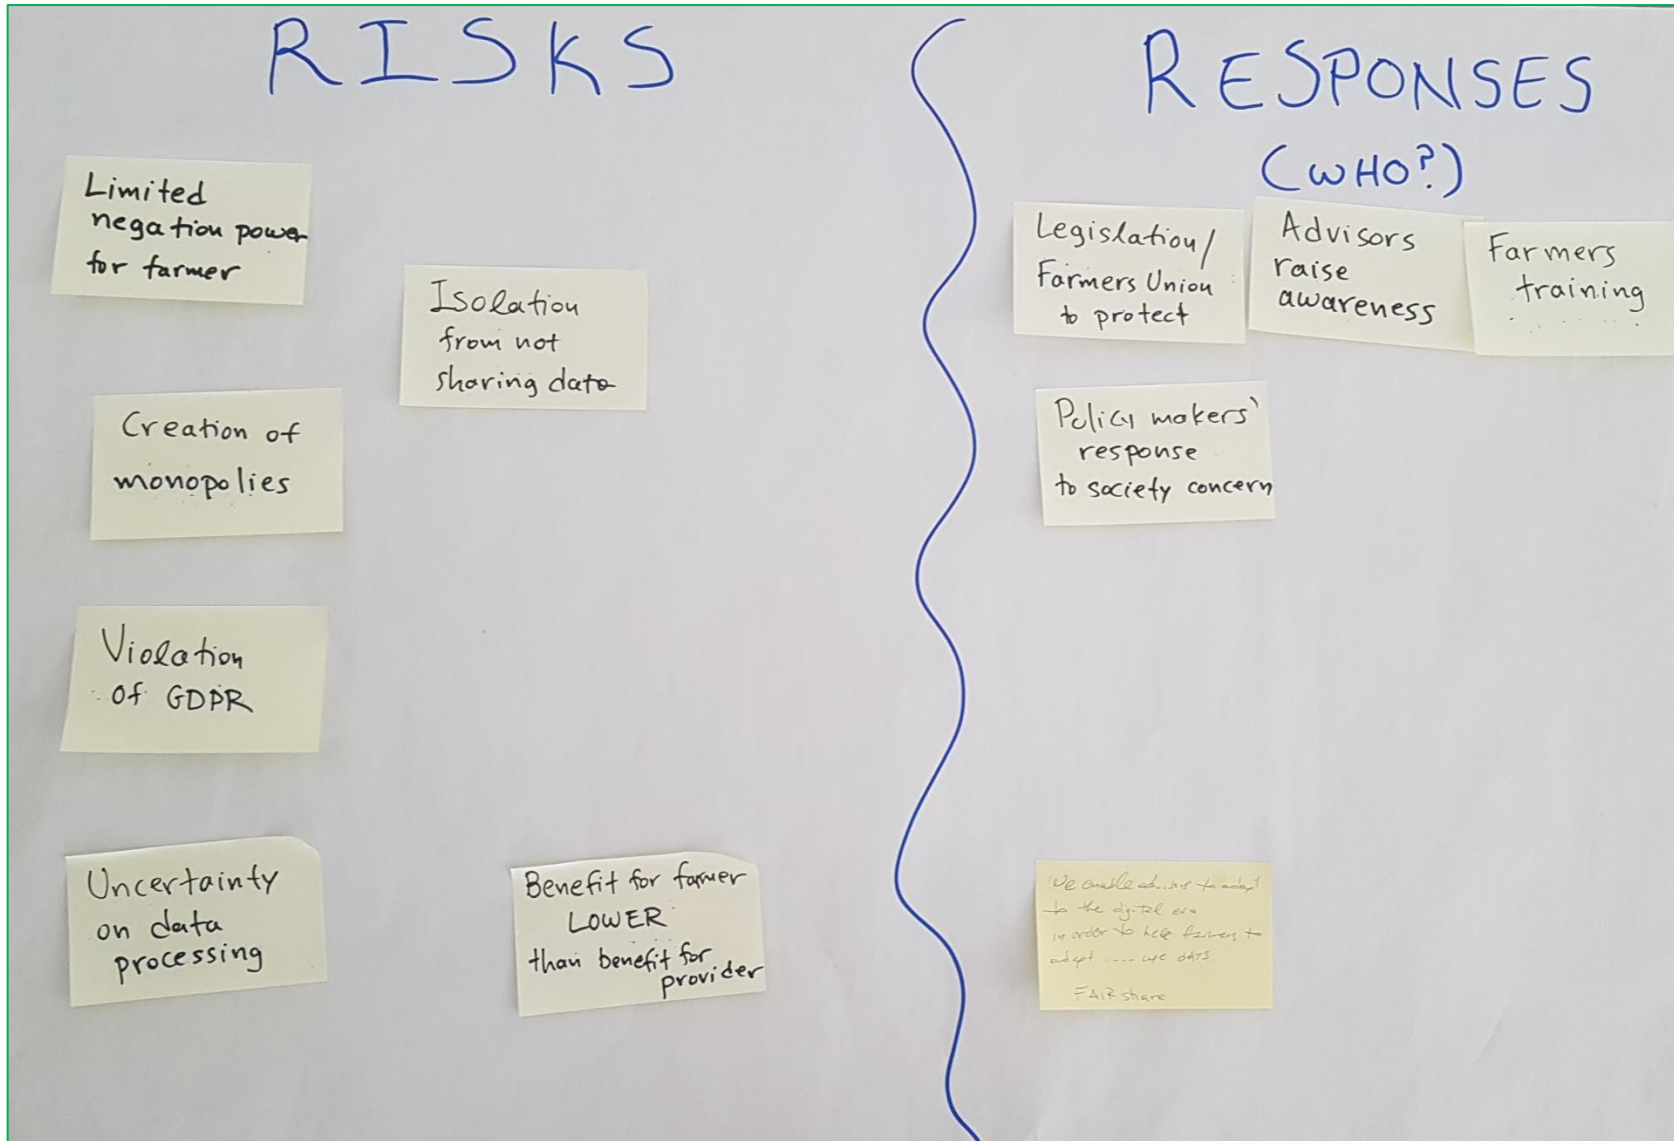 RISKS
Limited
negation power
for farmer
Isolation
from not
sharing data
Creation of
monopolies
Violation
of GDPR
Uncertainty
on data
processing
Benefit for farmer
LOWER
than benefit for
provider
RESPONSES
(WHO?)
Legislation/
Farmers Union
to protect
Advisors
raise
awareness
Farmers
training
Policy makers'
response
to society concern
We enable advisors to adapt
to the digital era
in order to help farmers to
adapt .... use
FAIRshare